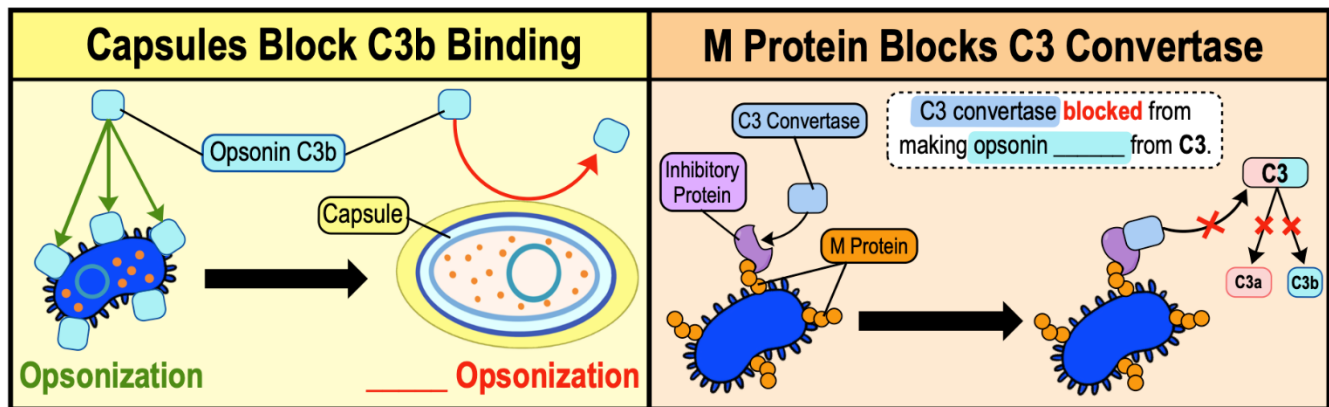 Capsules Block C3b Binding
Opsonin C3b
Capsule
Opsonization
______ Opsonization
M Protein Blocks C3 Convertase
C3 Convertase
C3 convertase blocked from
making opsonin ______ from C3.
Inhibitory
Protein
M Protein
C3
C3a
C3b